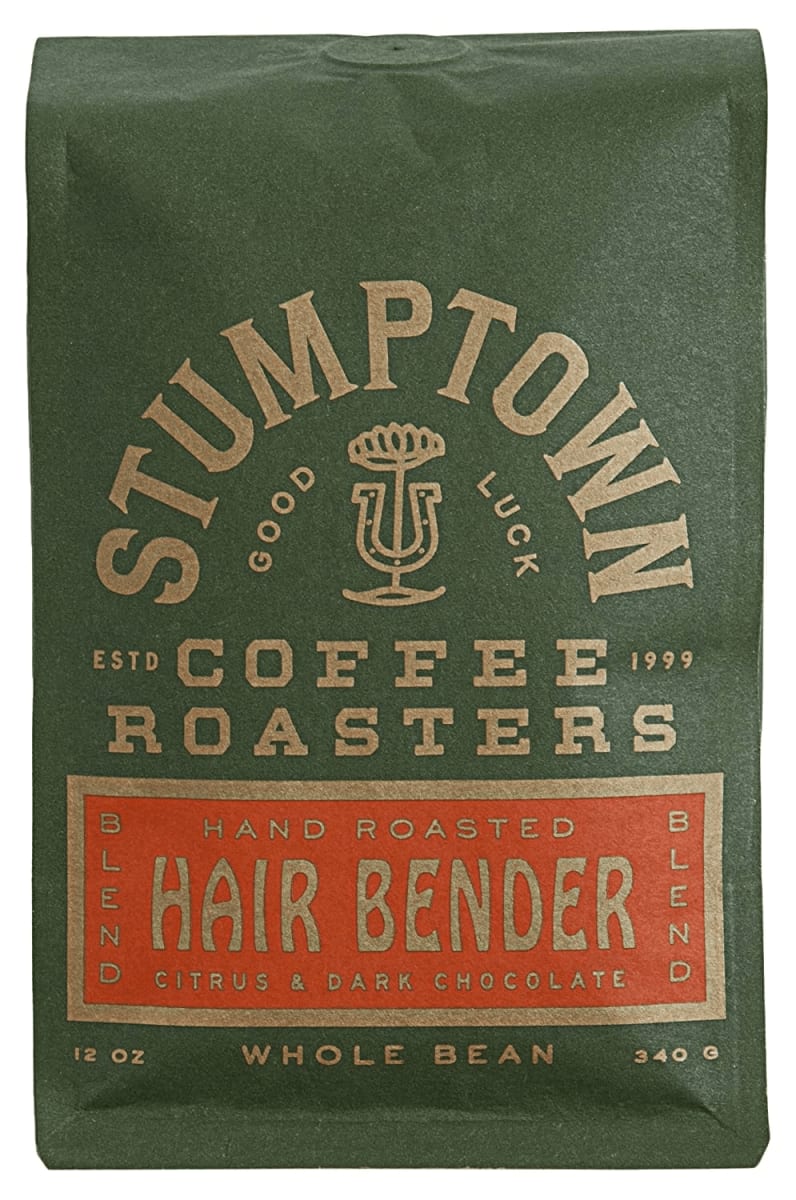 STUMPTOWN
GOOD LUCK
ESTD COFFEE 1999
ROASTERS
BLEND
HAND ROASTED
HAIR BENDER
CITRUS & DARK CHOCOLATE
BLEND
12 OZ WHOLE BEAN 340 G